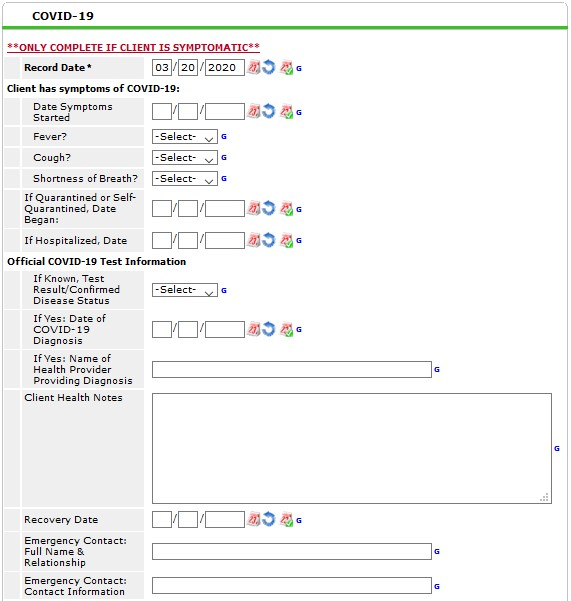 COVID-19
**ONLY COMPLETE IF CLIENT IS SYMPTOMATIC**
Record Date * 03 / 20 / 2020 G
Client has symptoms of COVID-19:
Date Symptoms
Started / / G
Fever? -Select- G
Cough? -Select- G
Shortness of Breath? -Select- G
If Quarantined or Self-
Quarantined, Date
Began: / / G
If Hospitalized, Date / / G
Official COVID-19 Test Information
If Known, Test
Result/Confirmed
Disease Status -Select- G
If Yes: Date of
COVID-19
Diagnosis / / G
If Yes: Name of
Health Provider
Providing Diagnosis G
Client Health Notes
G
Recovery Date / / G
Emergency Contact:
Full Name &
Relationship G
Emergency Contact:
Contact Information G